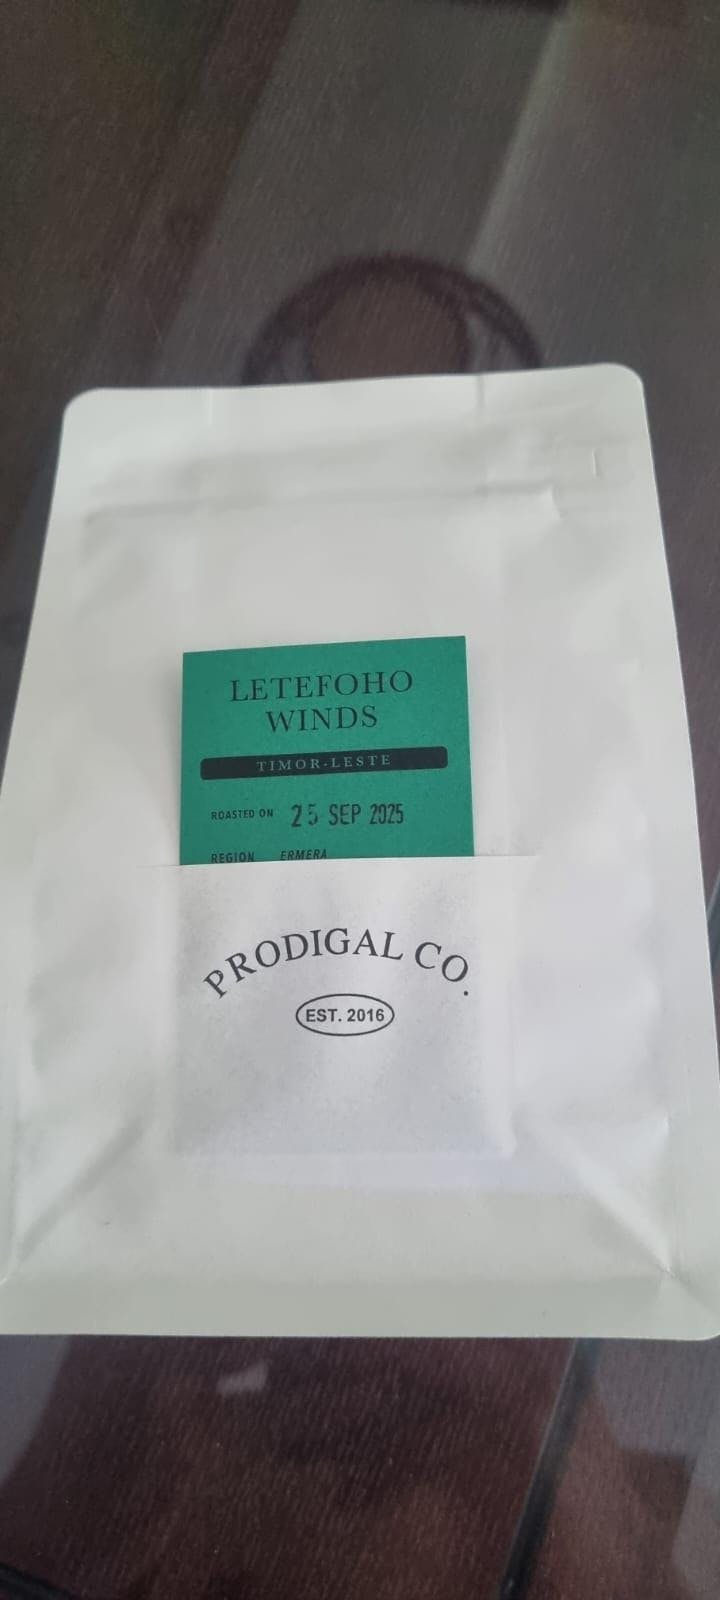 LETEFOHO
WINDS
TIMOR-LESTE
ROASTED ON 25 SEP 2025
REGION ERMERA
PRODIGAL CO.
EST. 2016